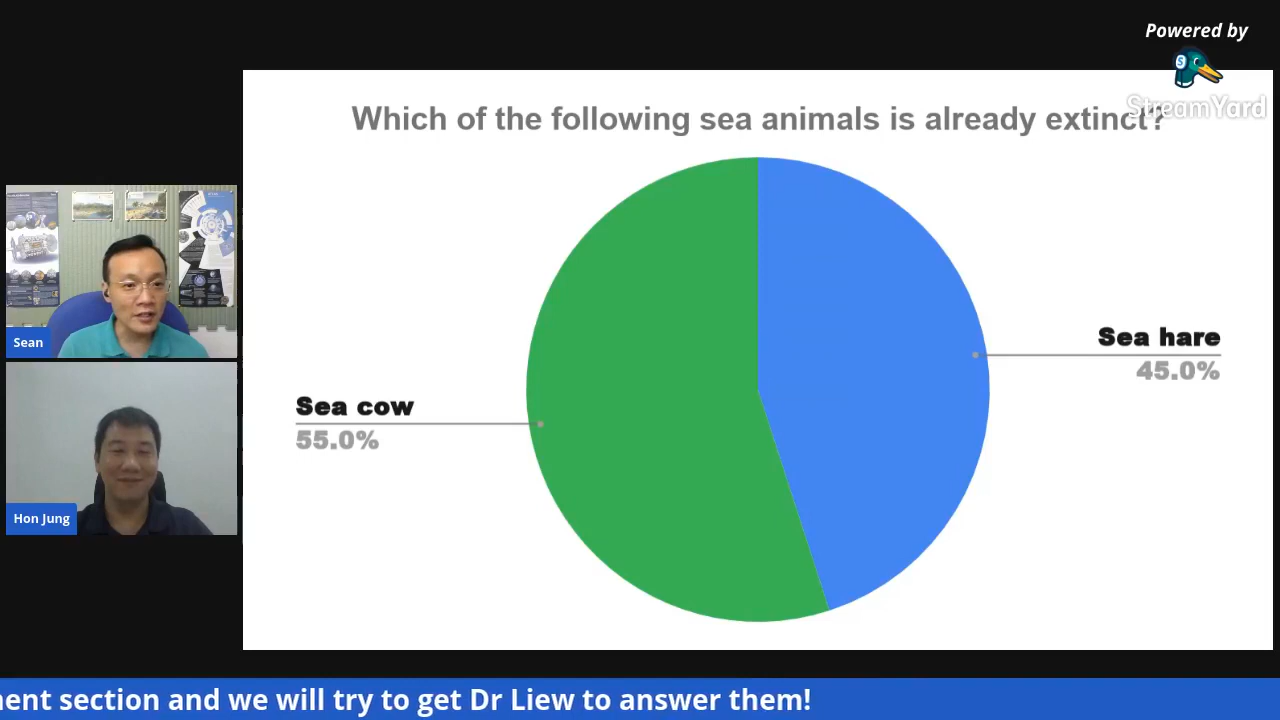 Powered by
StreamYard
Which of the following sea animals is already extinct?
Sea hare
45.0%
Sea cow
55.0%
Sean
Hon Jung
ent section and we will try to get Dr Liew to answer them!